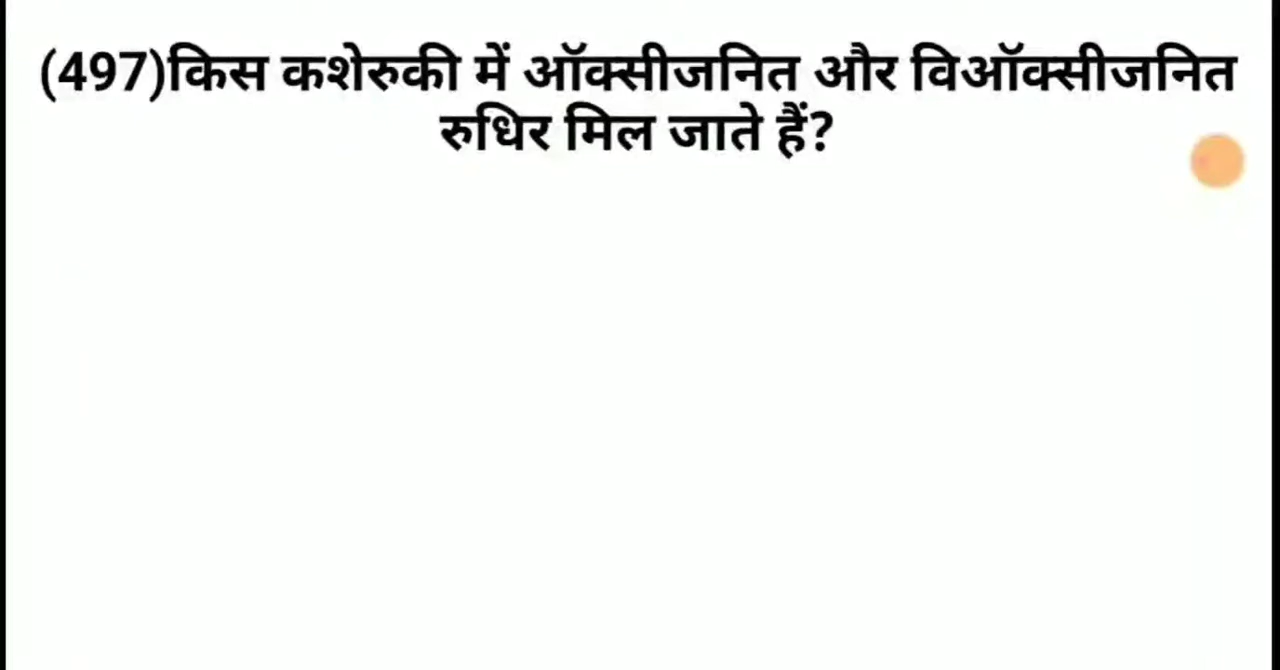 (497)किस कशेरुकी में ऑक्सीजनित और विऑक्सीजनित
रुधिर मिल जाते हैं?